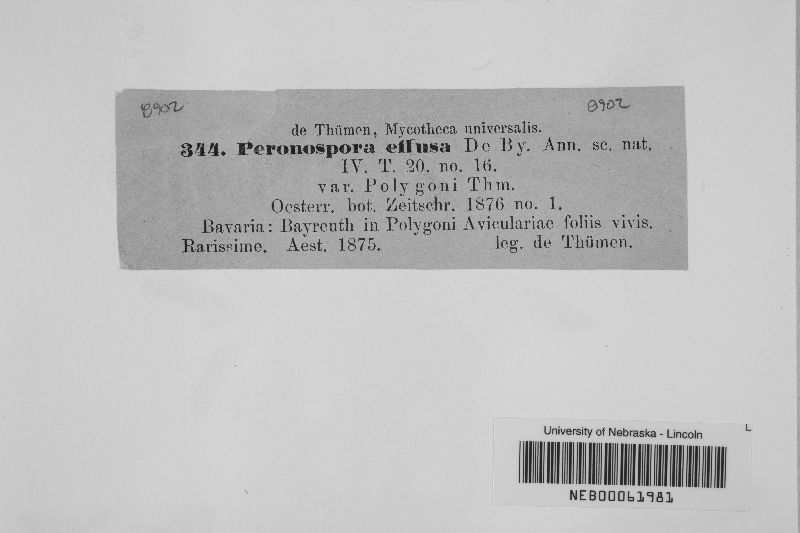 8902 8902
de Thümen, Mycotheca universalis.
344. Peronospora effusa De By. Ann. sc. nat.
IV. T. 20. no. 16.
var. Polygoni Thm.
Oesterr. bot. Zeitschr. 1876 no. 1.
Bavaria: Bayreuth in Polygoni Aviculariae foliis vivis.
Rarissime. Aest. 1875. leg. de Thümen.
University of Nebraska - Lincoln
L
NEB00061981